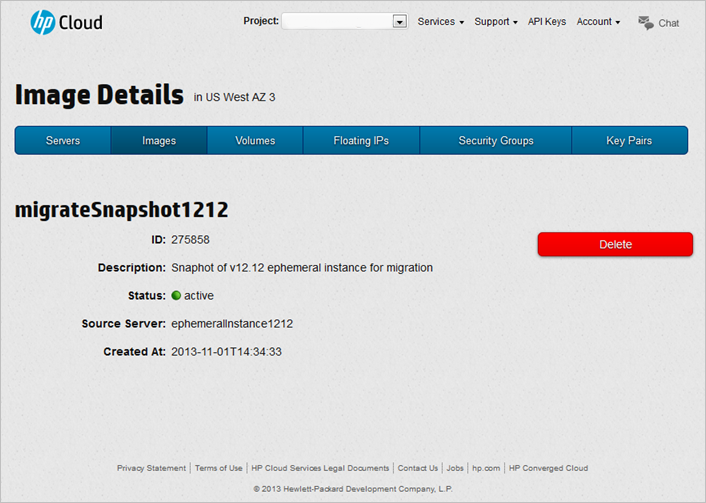 hp Cloud
Project: Services Support API Keys Account Chat
Image Details in US West AZ 3
Servers Images Volumes Floating IPs Security Groups Key Pairs
migrateSnapshot1212
ID: 275858
Delete
Description: Snaphot of v12.12 ephemeral instance for migration
Status: active
Source Server: ephemeralInstance1212
Created At: 2013-11-01T14:34:33
Privacy Statement | Terms of Use | HP Cloud Services Legal Documents | Contact Us | Jobs | hp.com | HP Converged Cloud
© 2013 Hewlett-Packard Development Company, L.P.